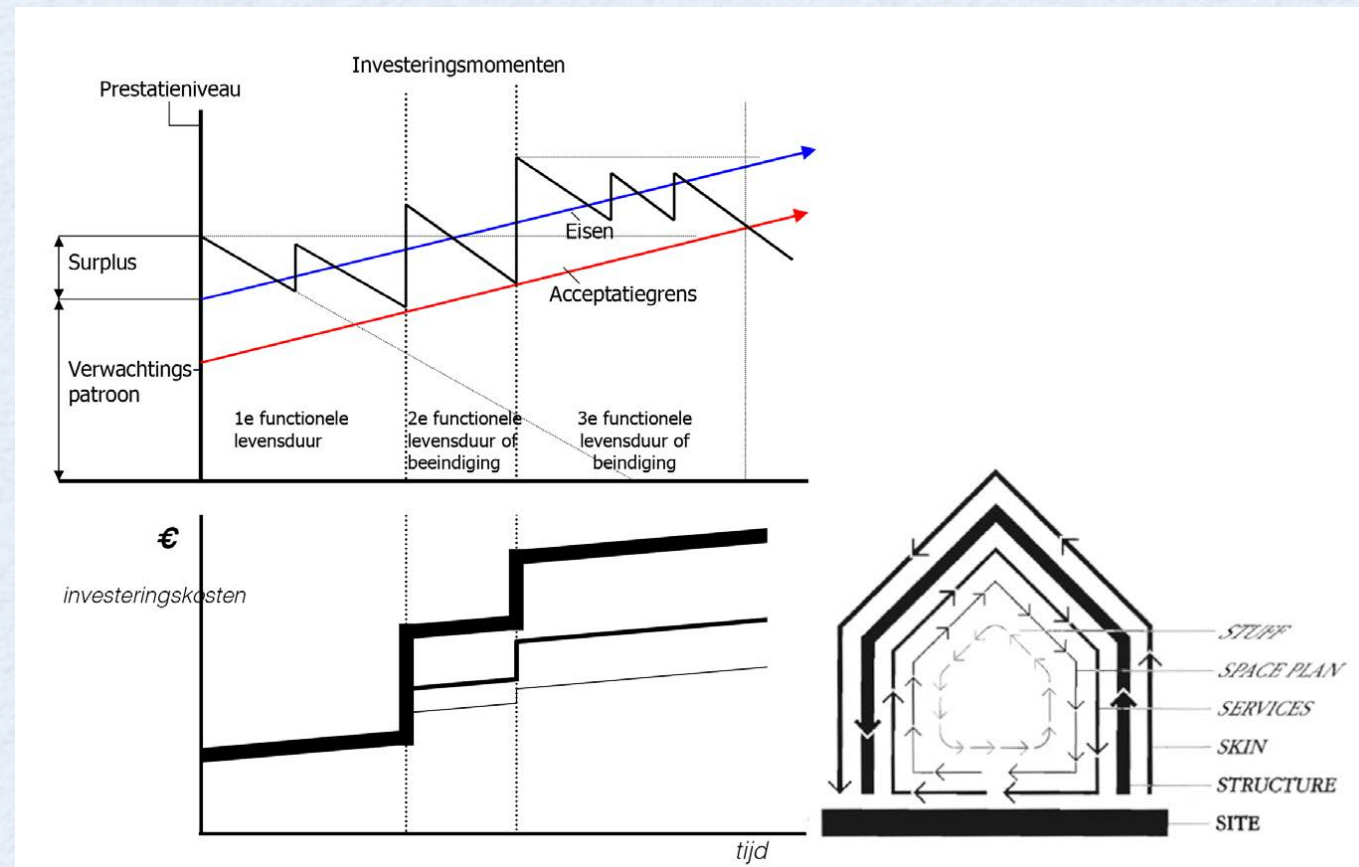 Investeringsmomenten
Prestatieniveau
Eisen
Surplus
Acceptatiegrens
Verwachtings
patroon
1e functionele
levensduur
2e functionele
levensduur of
beeindiging
3e functionele
levensduur of
beindiging
€
investeringskosten
STUFF
SPACE PLAN
SERVICES
SKIN
STRUCTURE
SITE
tijd